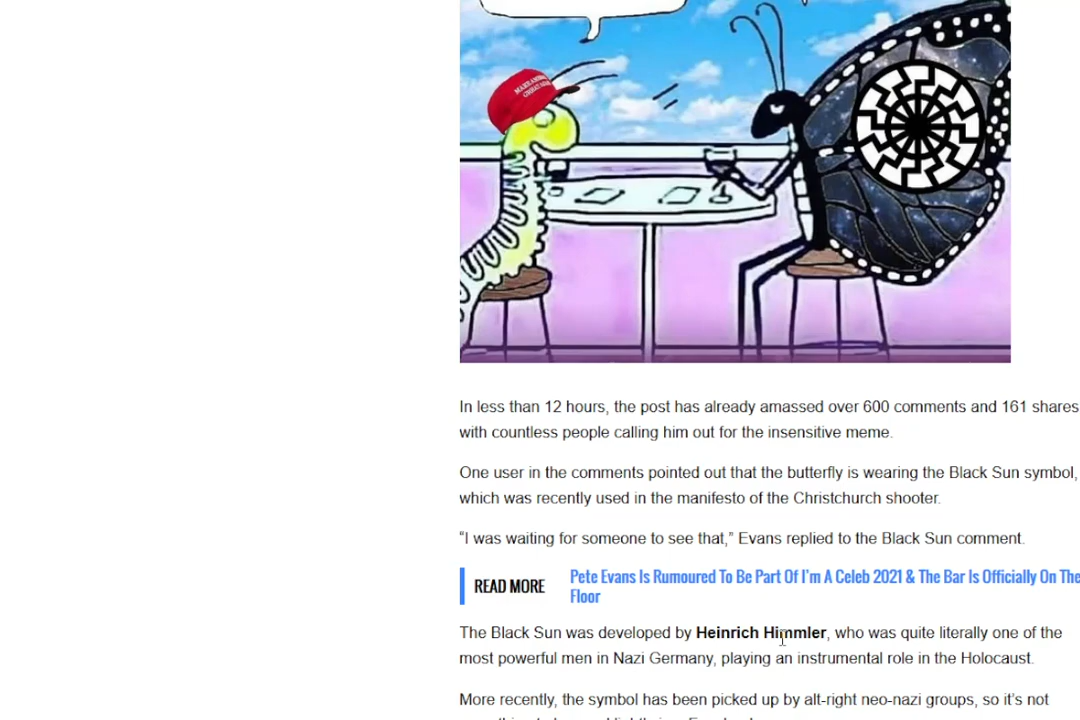 MAKE AMERICA
GREAT AGAIN
In less than 12 hours, the post has already amassed over 600 comments and 161 shares
with countless people calling him out for the insensitive meme.
One user in the comments pointed out that the butterfly is wearing the Black Sun symbol,
which was recently used in the manifesto of the Christchurch shooter.
“I was waiting for someone to see that,” Evans replied to the Black Sun comment.
READ MORE
Pete Evans Is Rumoured To Be Part Of I’m A Celeb 2021 & The Bar Is Officially On The
Floor
The Black Sun was developed by Heinrich Himmler, who was quite literally one of the
most powerful men in Nazi Germany, playing an instrumental role in the Holocaust.
More recently, the symbol has been picked up by alt-right neo-nazi groups, so it’s not